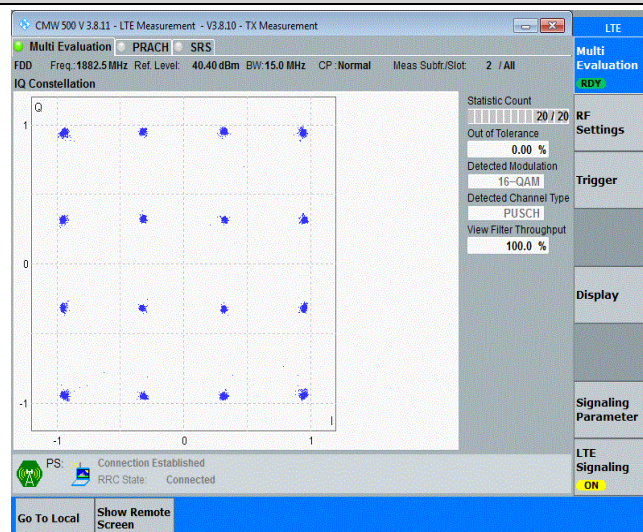 CMW 500 V 3.8.11 - LTE Measurement - V3.8.10 - TX Measurement
LTE
Multi Evaluation PRACH SRS
Multi
Evaluation
RDY
FDD Freq.:1882.5 MHz Ref. Level: 40.40 dBm BW:15.0 MHz CP :Normal Meas Subfr./Slot: 2 / All
IQ Constellation
Statistic Count
20 / 20
Out of Tolerance
0.00 %
Detected Modulation
16-QAM
Detected Channel Type
PUSCH
View Filter Throughput
100.0 %
RF
Settings
Trigger
Display
Signaling
Parameter
LTE
Signaling
ON
Q
1
0
-1
I
-1 0 1
PS: Connection Established
RRC State: Connected
Go To Local
Show Remote
Screen